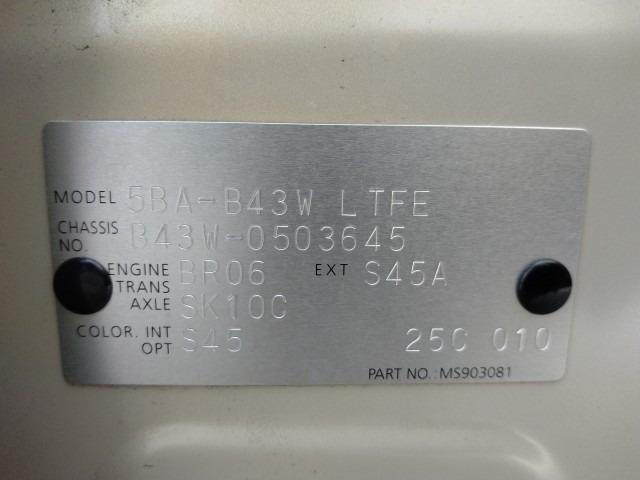 MODEL 5BA-B43W LTFE
CHASSIS NO. B43W-0503645
ENGINE BR06 EXT S45A
TRANS AXLE SK10C
COLOR. INT S45
OPT 25C 010
PART NO.: MS903081